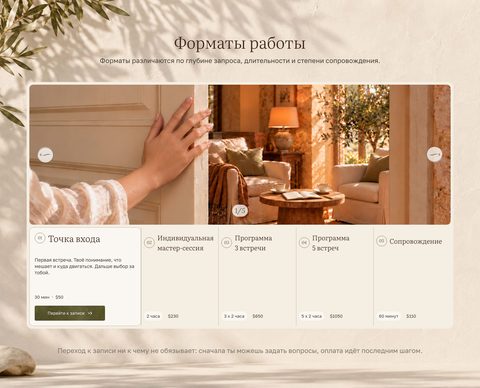 Форматы работы
Форматы различаются по глубине запроса, длительности и степени сопровождения.
1/5
01 Точка входа
Первая встреча. Твоё понимание, что
мешает и куда двигаться. Дальше выбор за
тобой.
30 мин · $50
Перейти к записи →
02 Индивидуальная
мастер-сессия
2 часа $230
03 Программа
3 встречи
3 x 2 часа $650
04 Программа
5 встреч
5 x 2 часа $1050
05 Сопровождение
60 минут $110
Переход к записи ни к чему не обязывает: сначала ты можешь задать вопросы, оплата идёт последним шагом.